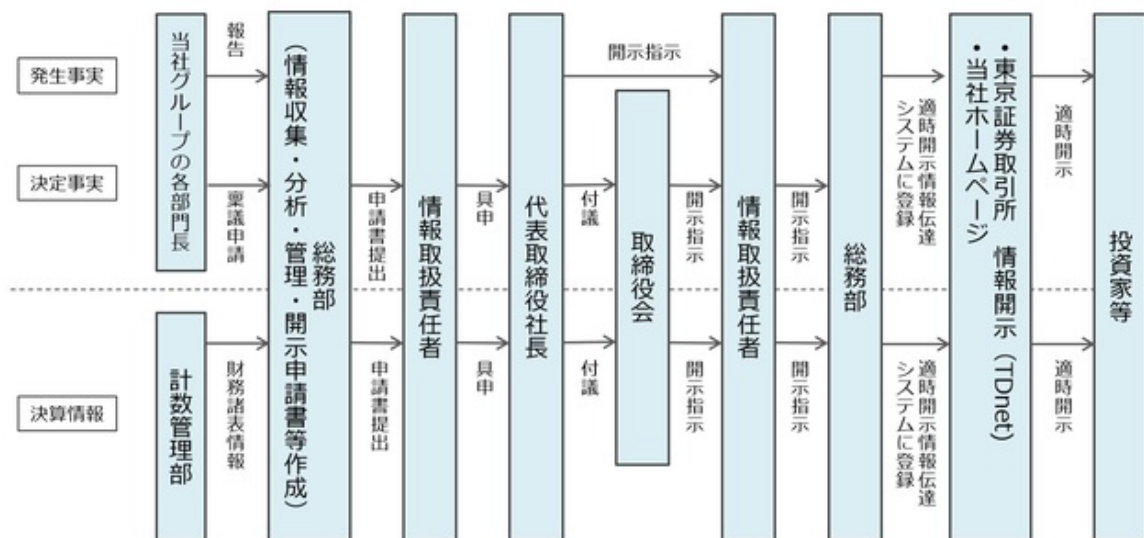 発生事実
決定事実
決算情報
当社グループの各部門長
計数管理部
報告
稟議申請
財務諸表情報
総務部
（情報収集・分析・管理・開示申請書等作成）
申請書提出
申請書提出
情報取扱責任者
具申
具申
代表取締役社長
開示指示
付議
付議
取締役会
開示指示
開示指示
情報取扱責任者
開示指示
開示指示
総務部
適時開示情報伝達
システムに登録
適時開示情報伝達
システムに登録
・東京証券取引所　情報開示（TDnet）
・当社ホームページ
適時開示
適時開示
投資家等